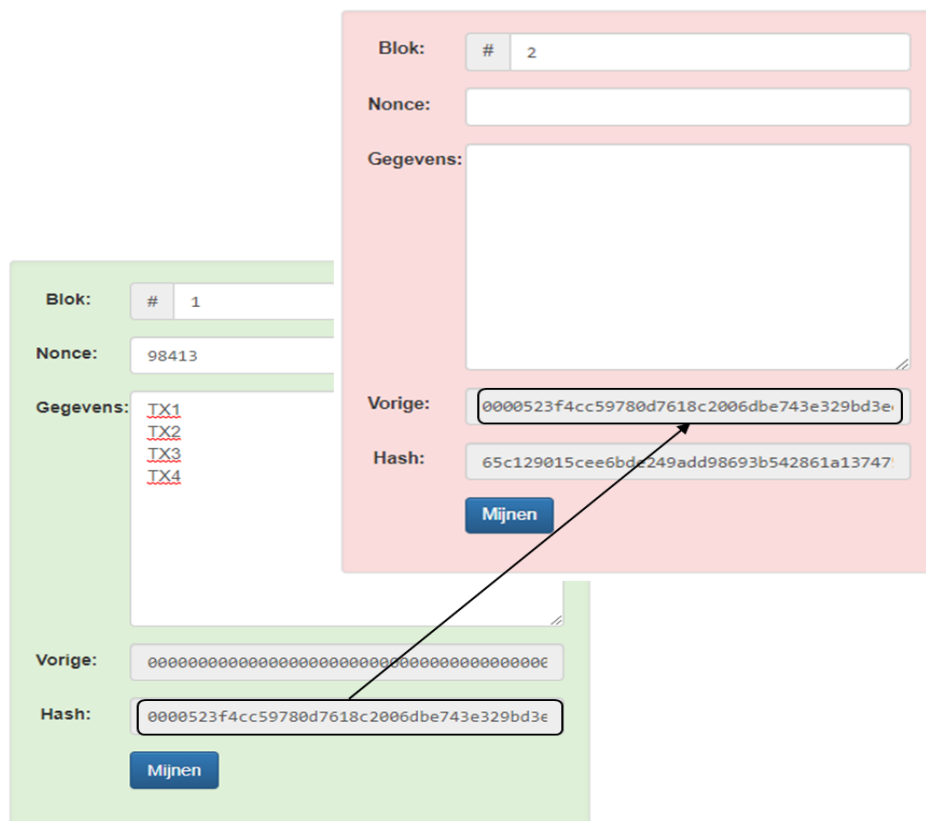 Blok: # 2
Nonce:
Gegevens:
Vorige: 0000523f4cc59780d7618c2006dbe743e329bd3e
Hash: 65c129015cee6bde249add98693b542861a13747
Mijnen
Blok: # 1
Nonce: 98413
Gegevens: TX1
TX2
TX3
TX4
Vorige: 0000000000000000000000000000000000000000
Hash: 0000523f4cc59780d7618c2006dbe743e329bd3e
Mijnen